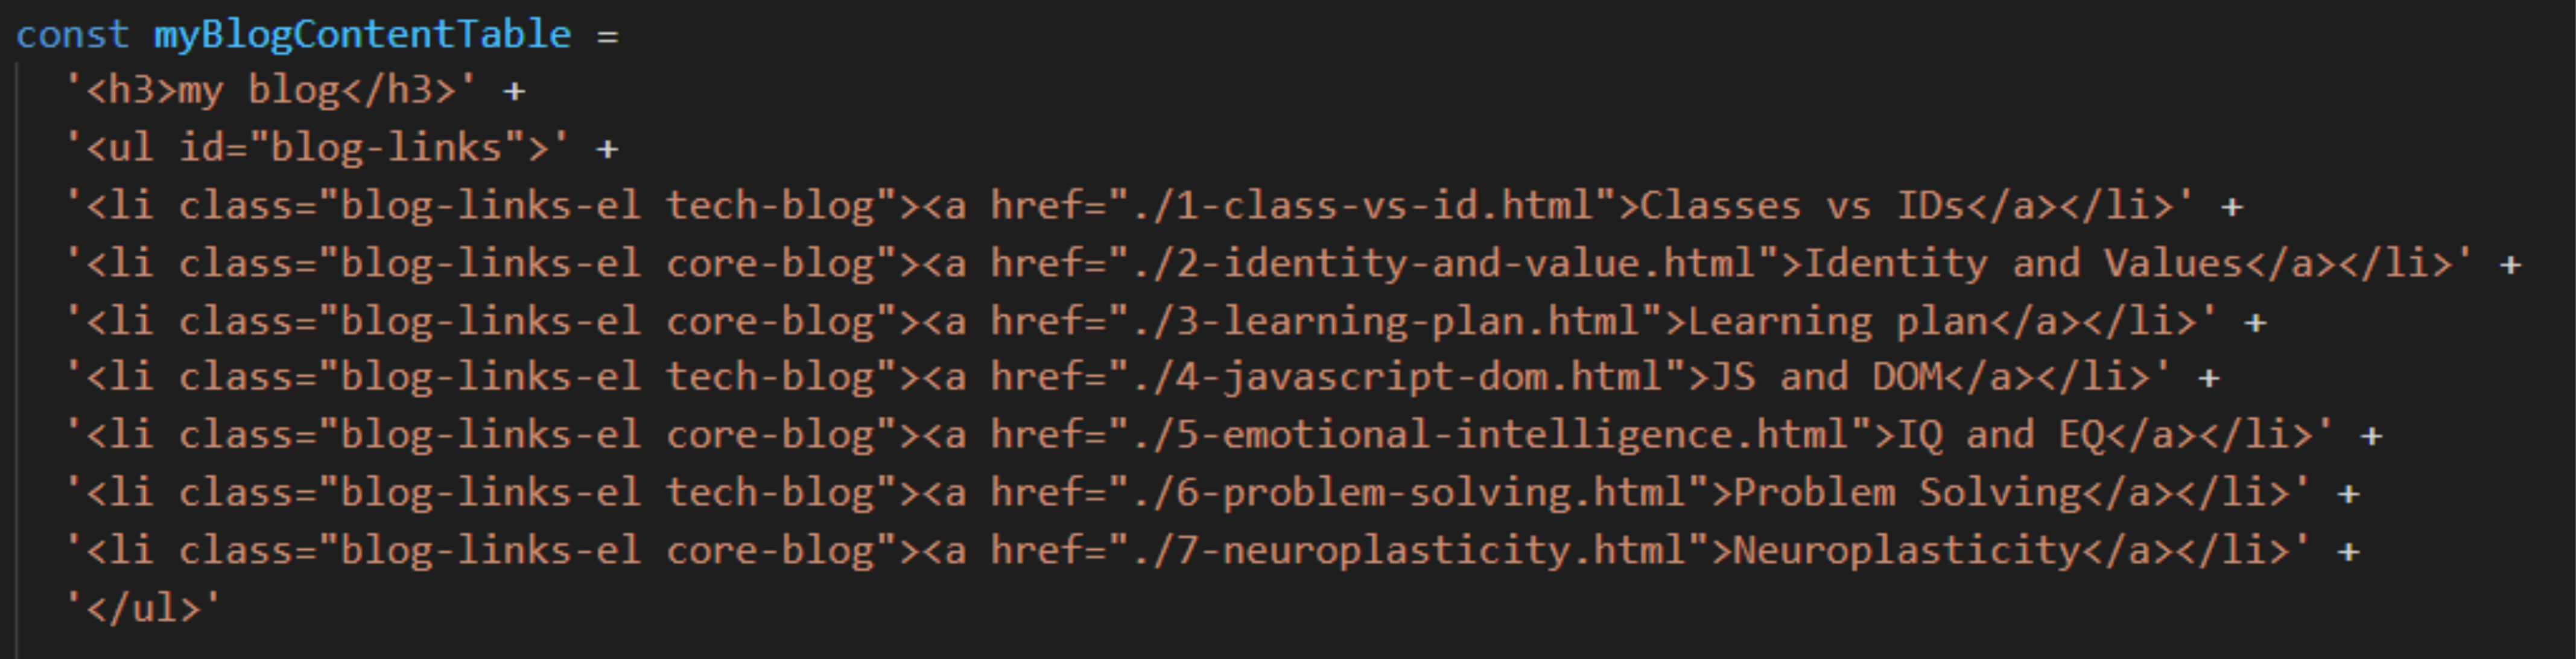 const myBlogContentTable =
'<h3>my blog</h3>' +
'<ul id="blog-links">' +
'<li class="blog-links-el tech-blog"><a href="./1-class-vs-id.html">Classes vs IDs</a></li>' +
'<li class="blog-links-el core-blog"><a href="./2-identity-and-value.html">Identity and Values</a></li>' +
'<li class="blog-links-el core-blog"><a href="./3-learning-plan.html">Learning plan</a></li>' +
'<li class="blog-links-el tech-blog"><a href="./4-javascript-dom.html">JS and DOM</a></li>' +
'<li class="blog-links-el core-blog"><a href="./5-emotional-intelligence.html">IQ and EQ</a></li>' +
'<li class="blog-links-el tech-blog"><a href="./6-problem-solving.html">Problem Solving</a></li>' +
'<li class="blog-links-el core-blog"><a href="./7-neuroplasticity.html">Neuroplasticity</a></li>' +
'</ul>'